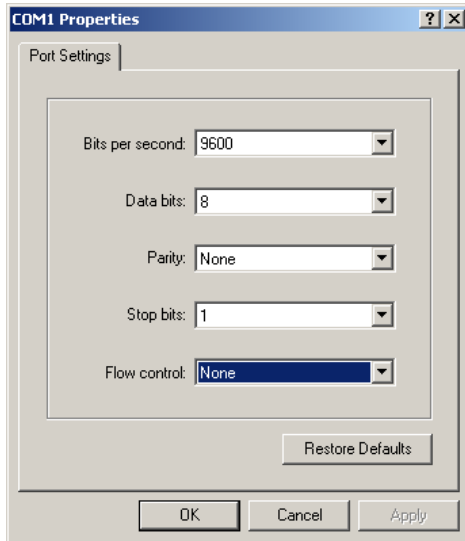 COM1 Properties
Port Settings
Bits per second: 9600
Data bits: 8
Parity: None
Stop bits: 1
Flow control: None
Restore Defaults
OK Cancel Apply